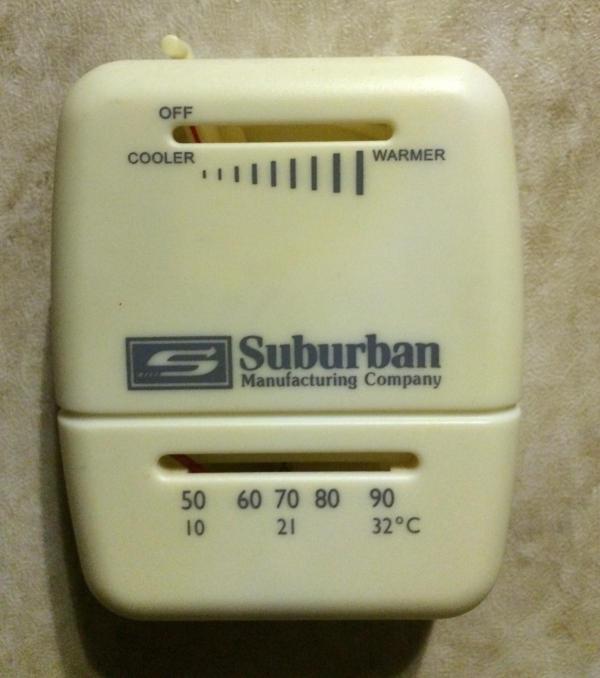 OFF
COOLER WARMER
Suburban
Manufacturing Company
50 60 70 80 90
10 21 32°C